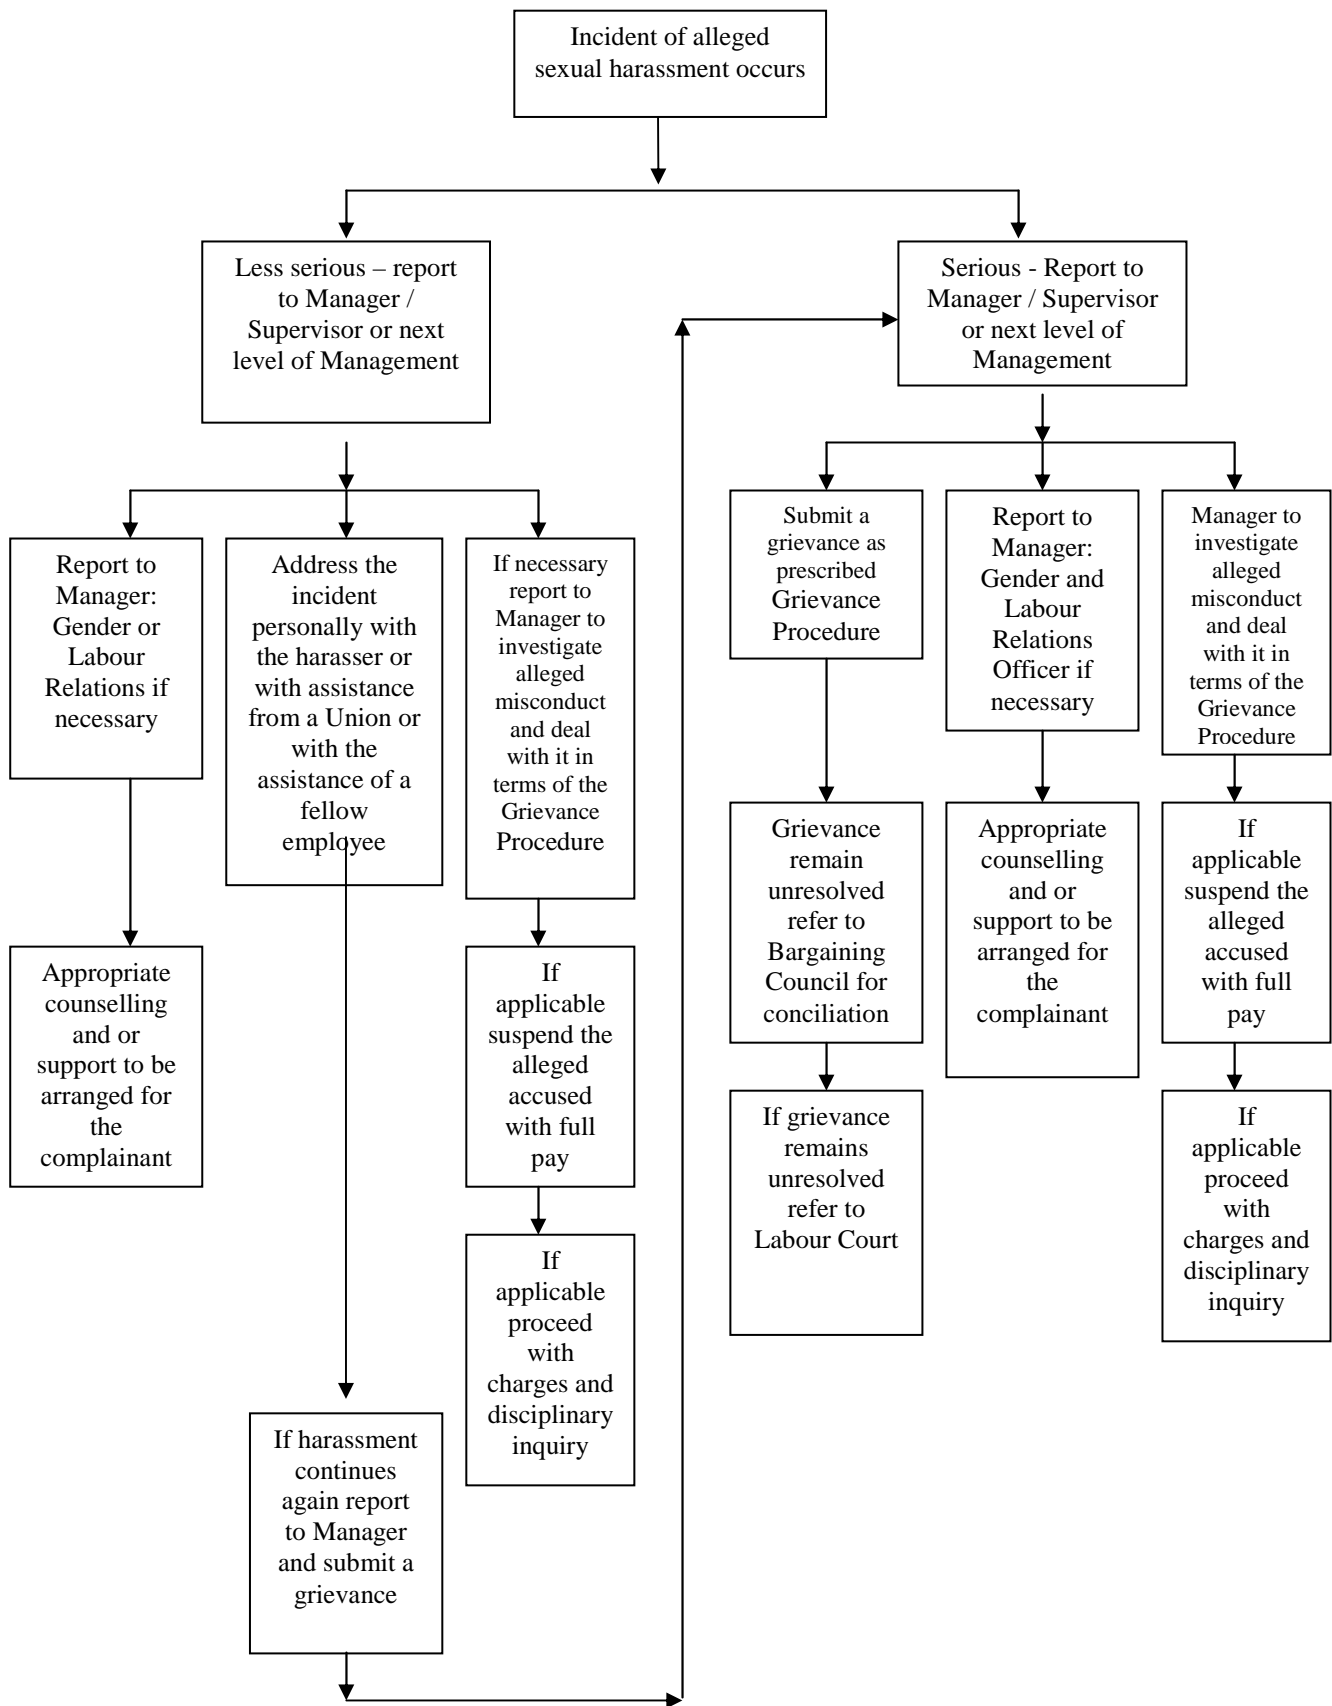 Incident of alleged
sexual harassment occurs
Less serious – report
to Manager /
Supervisor or next
level of Management
Serious - Report to
Manager / Supervisor
or next level of
Management
Report to
Manager:
Gender or
Labour
Relations if
necessary
Address the
incident
personally with
the harasser or
with assistance
from a Union or
with the
assistance of a
fellow
employee
If necessary
report to
Manager to
investigate
alleged
misconduct
and deal
with it in
terms of the
Grievance
Procedure
Submit a
grievance as
prescribed
Grievance
Procedure
Report to
Manager:
Gender and
Labour
Relations
Officer if
necessary
Manager to
investigate
alleged
misconduct
and deal
with it in
terms of the
Grievance
Procedure
Appropriate
counselling
and or
support to be
arranged for
the
complainant
If
applicable
suspend the
alleged
accused
with full
pay
Grievance
remain
unresolved
refer to
Bargaining
Council for
conciliation
Appropriate
counselling
and or
support to be
arranged for
the
complainant
If
applicable
suspend the
alleged
accused
with full
pay
If
applicable
proceed
with
charges and
disciplinary
inquiry
If grievance
remains
unresolved
refer to
Labour Court
If
applicable
proceed
with
charges and
disciplinary
inquiry
If harassment
continues
again report
to Manager
and submit a
grievance